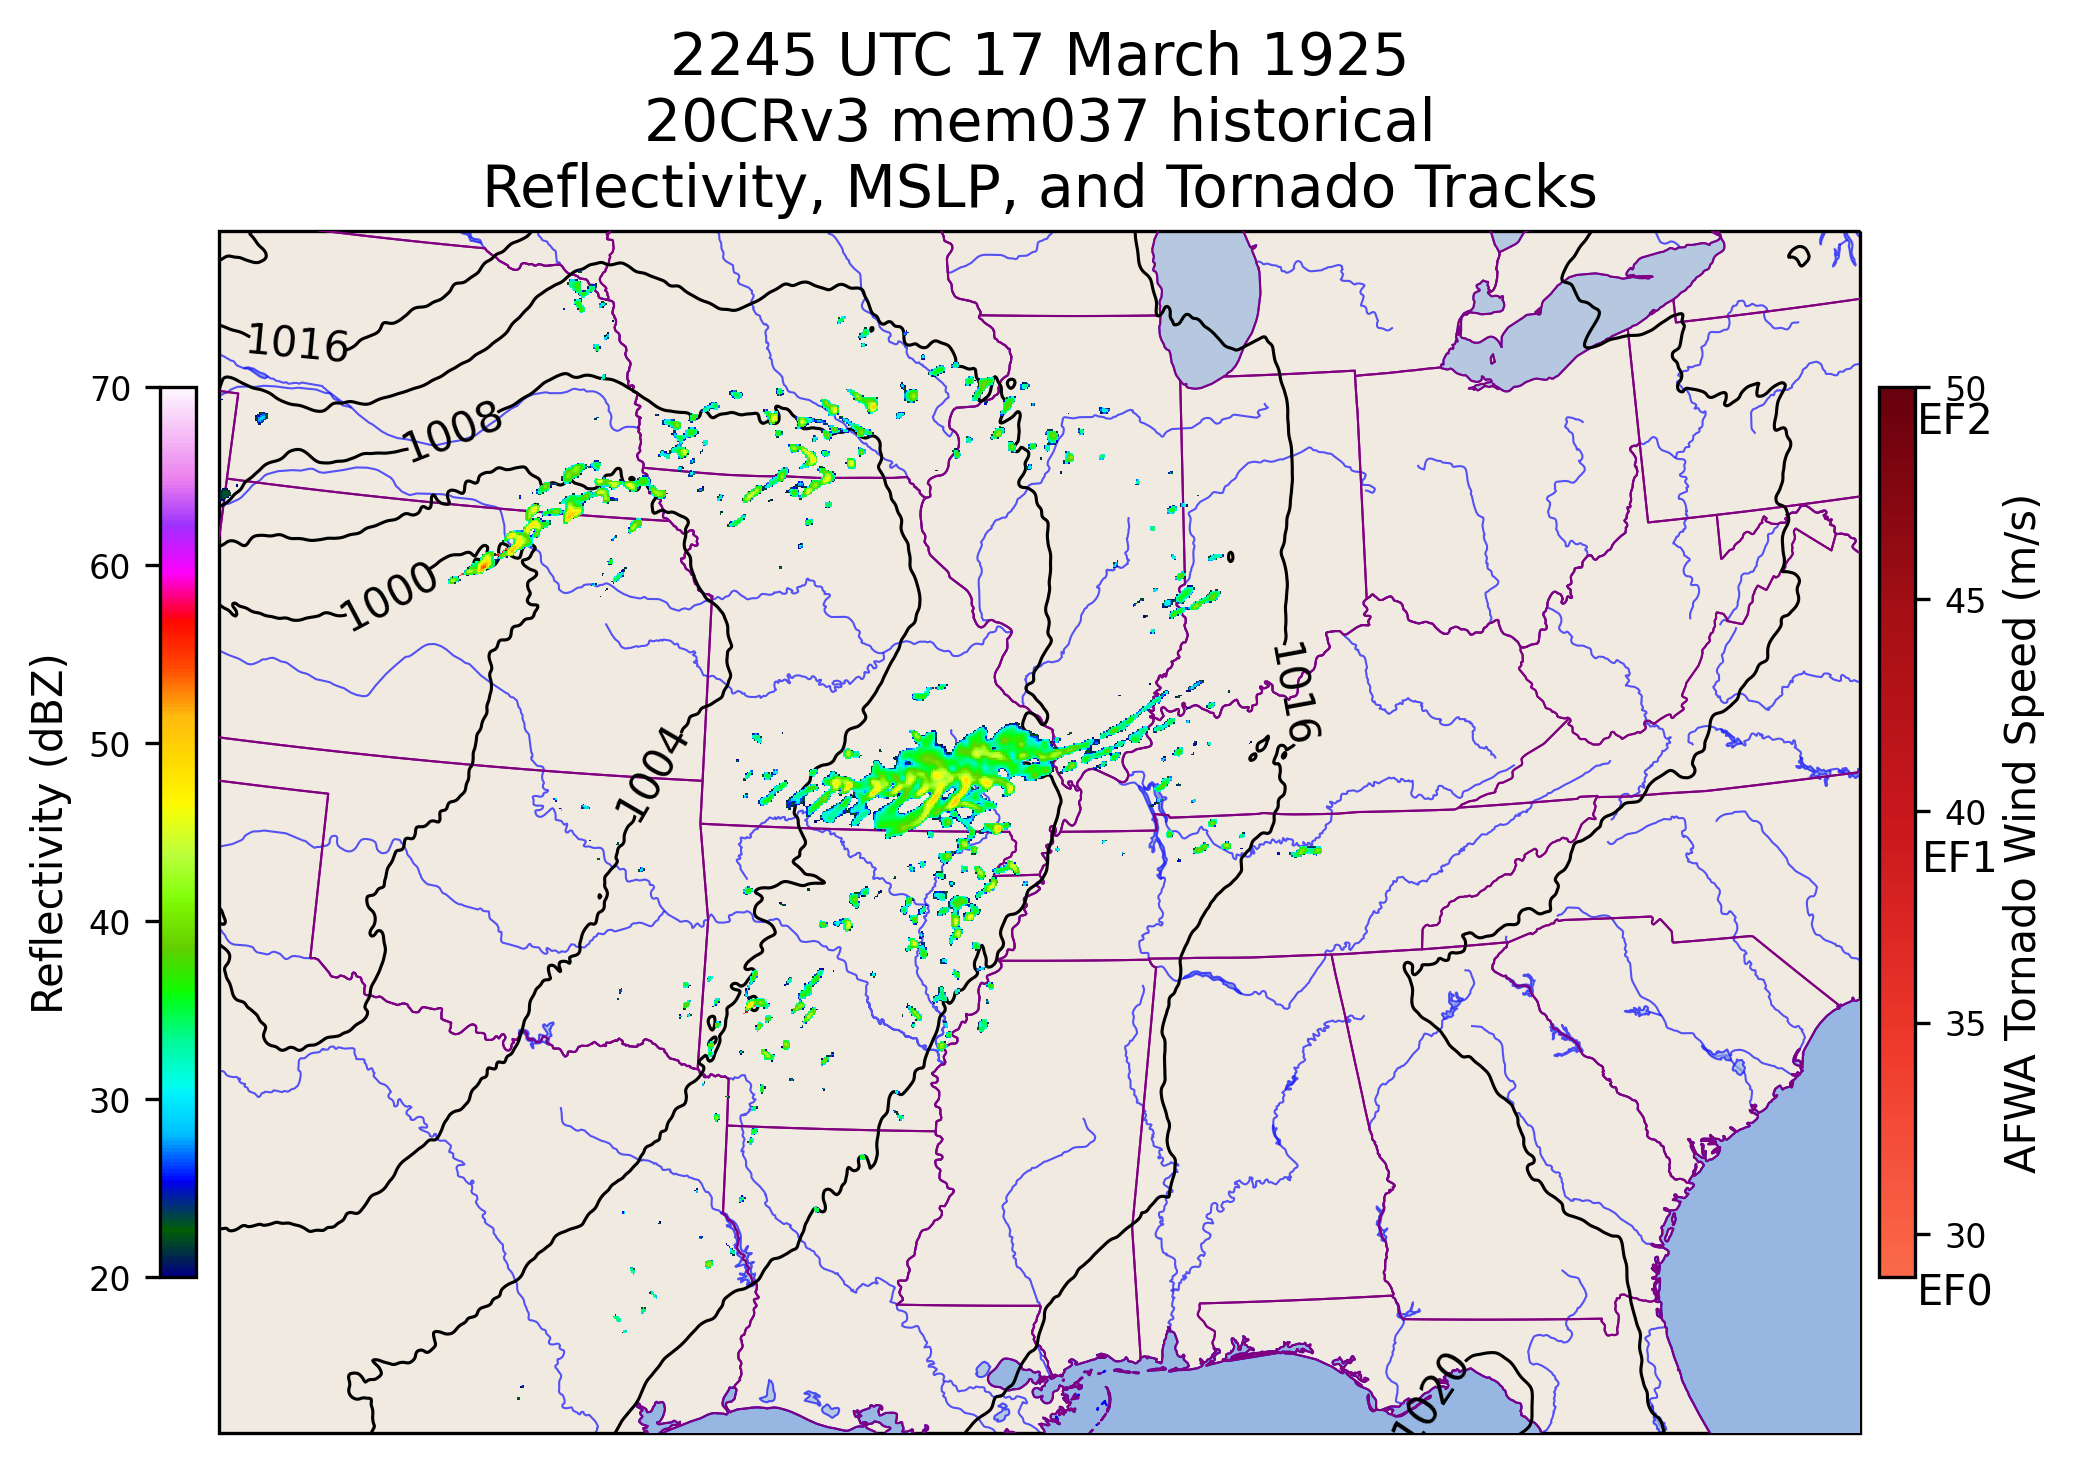 2245 UTC 17 March 1925
20CRv3 mem037 historical
Reflectivity, MSLP, and Tornado Tracks
Reflectivity (dBZ)
70
60
50
40
30
20
1016
1008
1000
1004
1016
1020
50
EF2
45
40
EF1
35
30
EF0
AFWA Tornado Wind Speed (m/s)